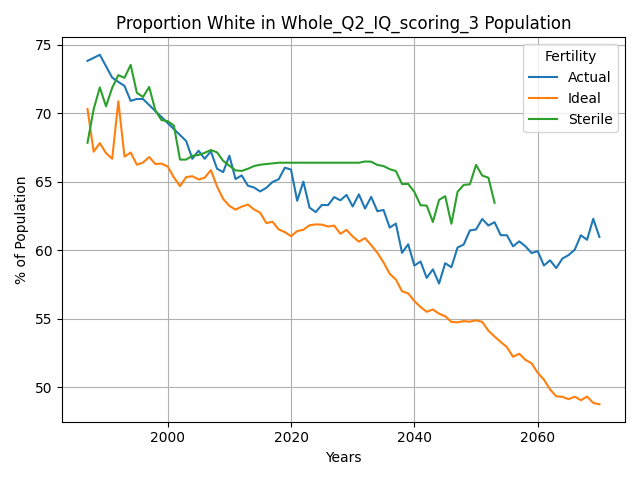 Proportion White in Whole_Q2_IQ_scoring_3 Population
Fertility
Actual
Ideal
Sterile
% of Population
75
70
65
60
55
50
2000
2020
2040
2060
Years